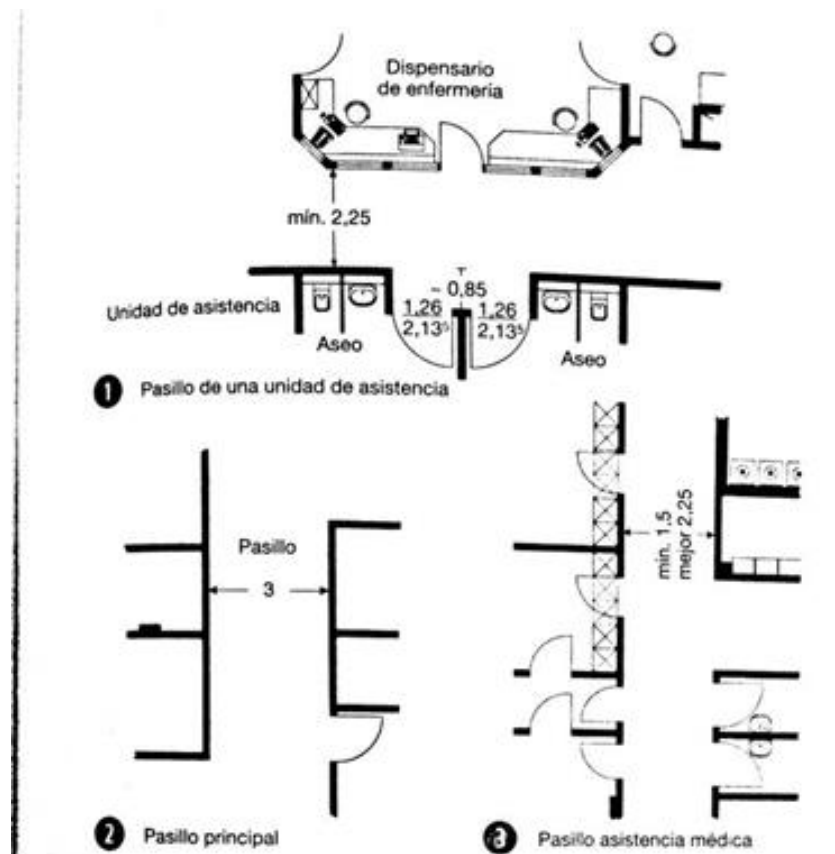 Dispensario
de enfermería
mín. 2,25
Unidad de asistencia
~ 0,85
1,26
2,13⁵
1,26
2,13⁵
Aseo
Aseo
1 Pasillo de una unidad de asistencia
Pasillo
3
mín. 1,5
mejor 2,25
2 Pasillo principal
3 Pasillo asistencia médica